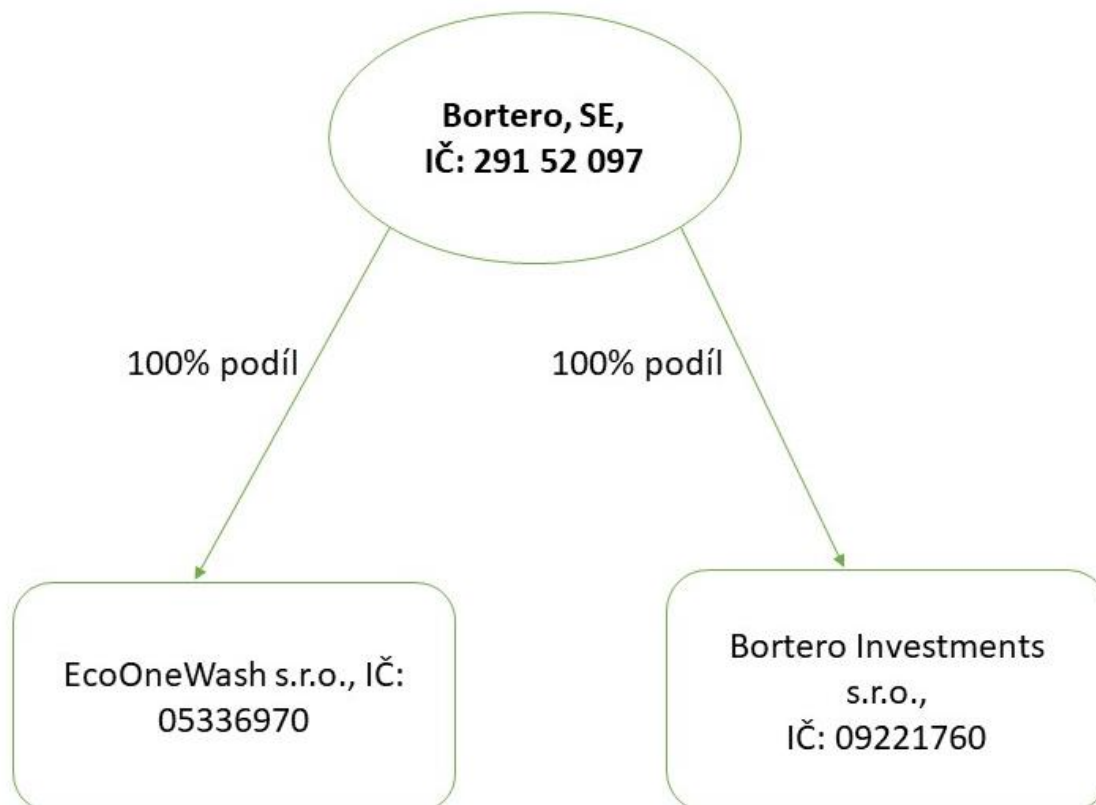 Bortero, SE,
IČ: 291 52 097
100% podíl
100% podíl
EcoOneWash s.r.o., IČ:
05336970
Bortero Investments
s.r.o.,
IČ: 09221760